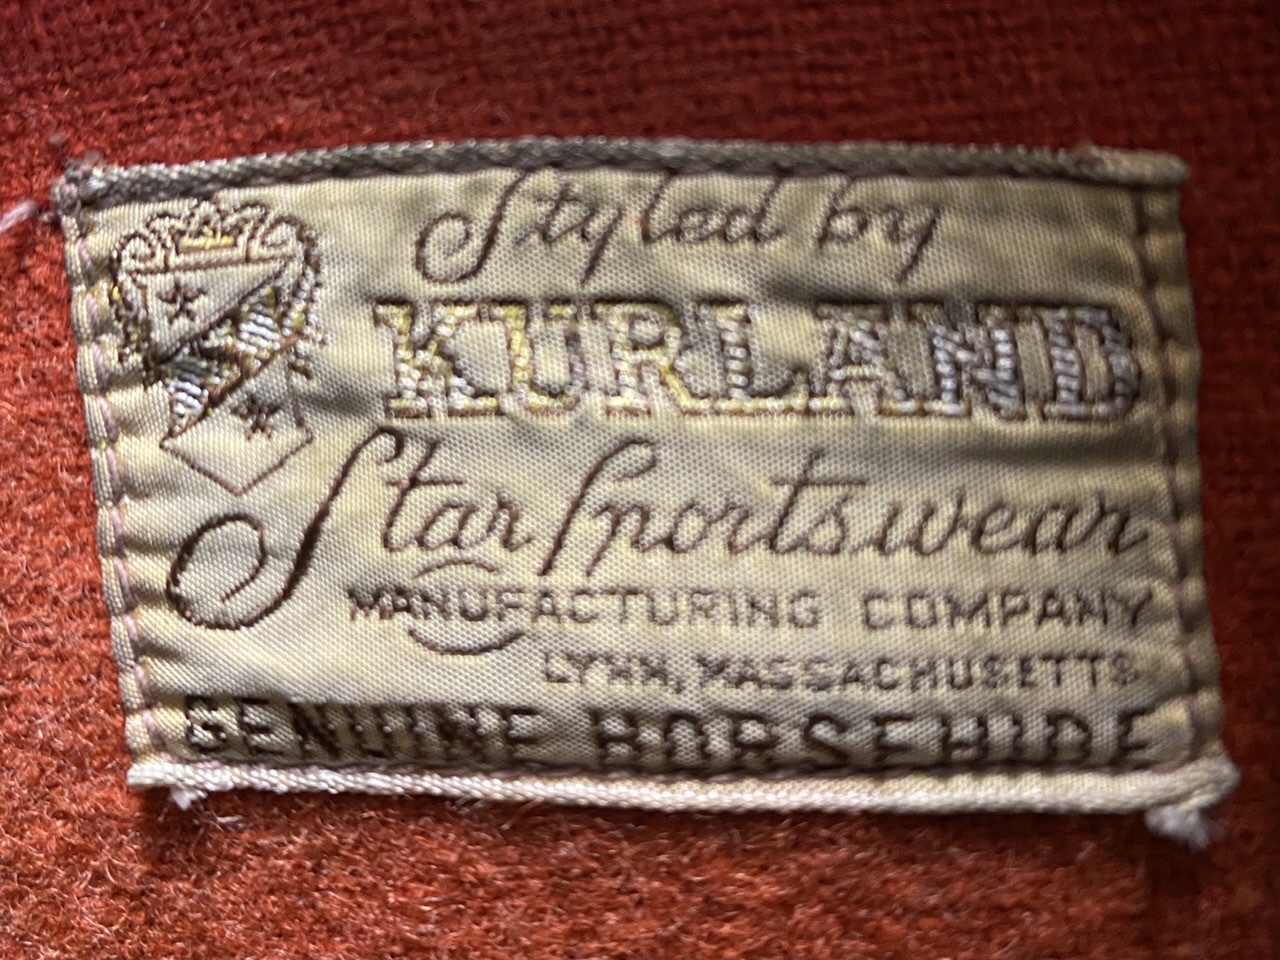 Styled by
KURLAND
Star Sportswear
MANUFACTURING COMPANY
LYNN, MASSACHUSETTS
GENUINE HORSEHIDE